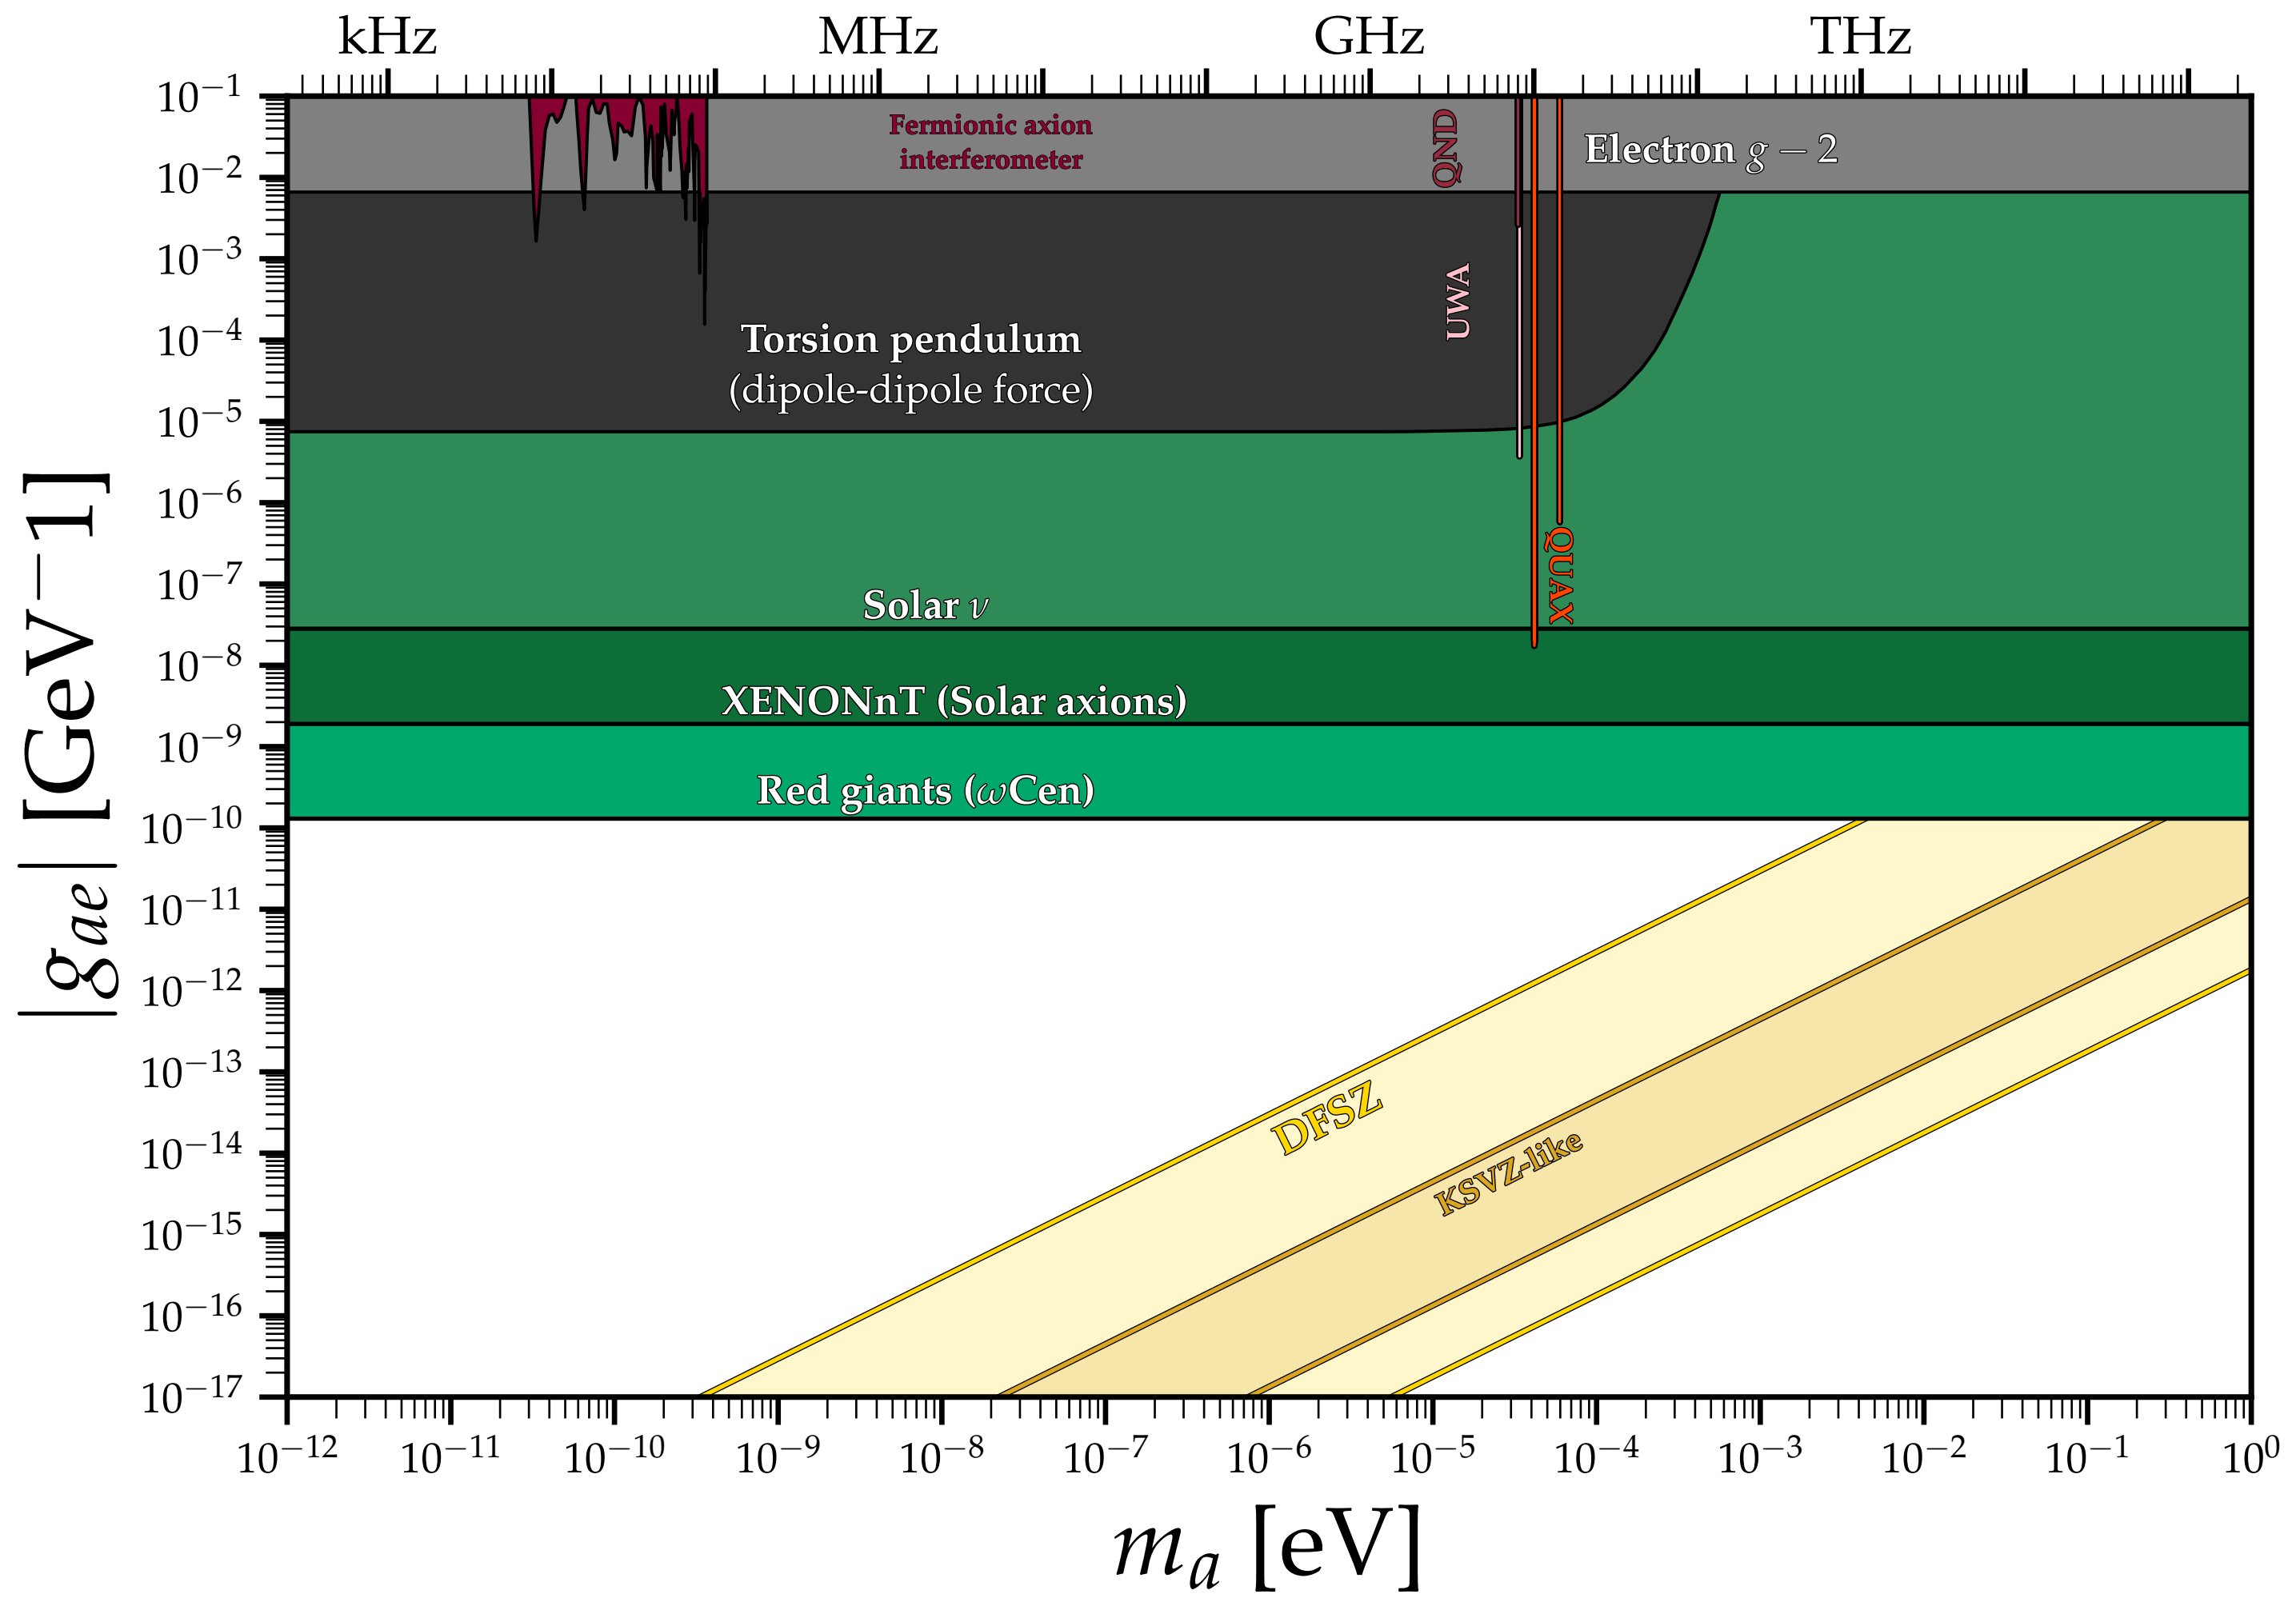 kHz MHz GHz THz
|g_ae| [GeV−1]
10^−1
10^−2
10^−3
10^−4
10^−5
10^−6
10^−7
10^−8
10^−9
10^−10
10^−11
10^−12
10^−13
10^−14
10^−15
10^−16
10^−17
Fermionic axion
interferometer
QND
Electron g − 2
UWA
Torsion pendulum
(dipole-dipole force)
QUAX
Solar ν
XENONnT (Solar axions)
Red giants (ωCen)
DFSZ
KSVZ-like
10^−12 10^−11 10^−10 10^−9 10^−8 10^−7 10^−6 10^−5 10^−4 10^−3 10^−2 10^−1 10^0
m_a [eV]